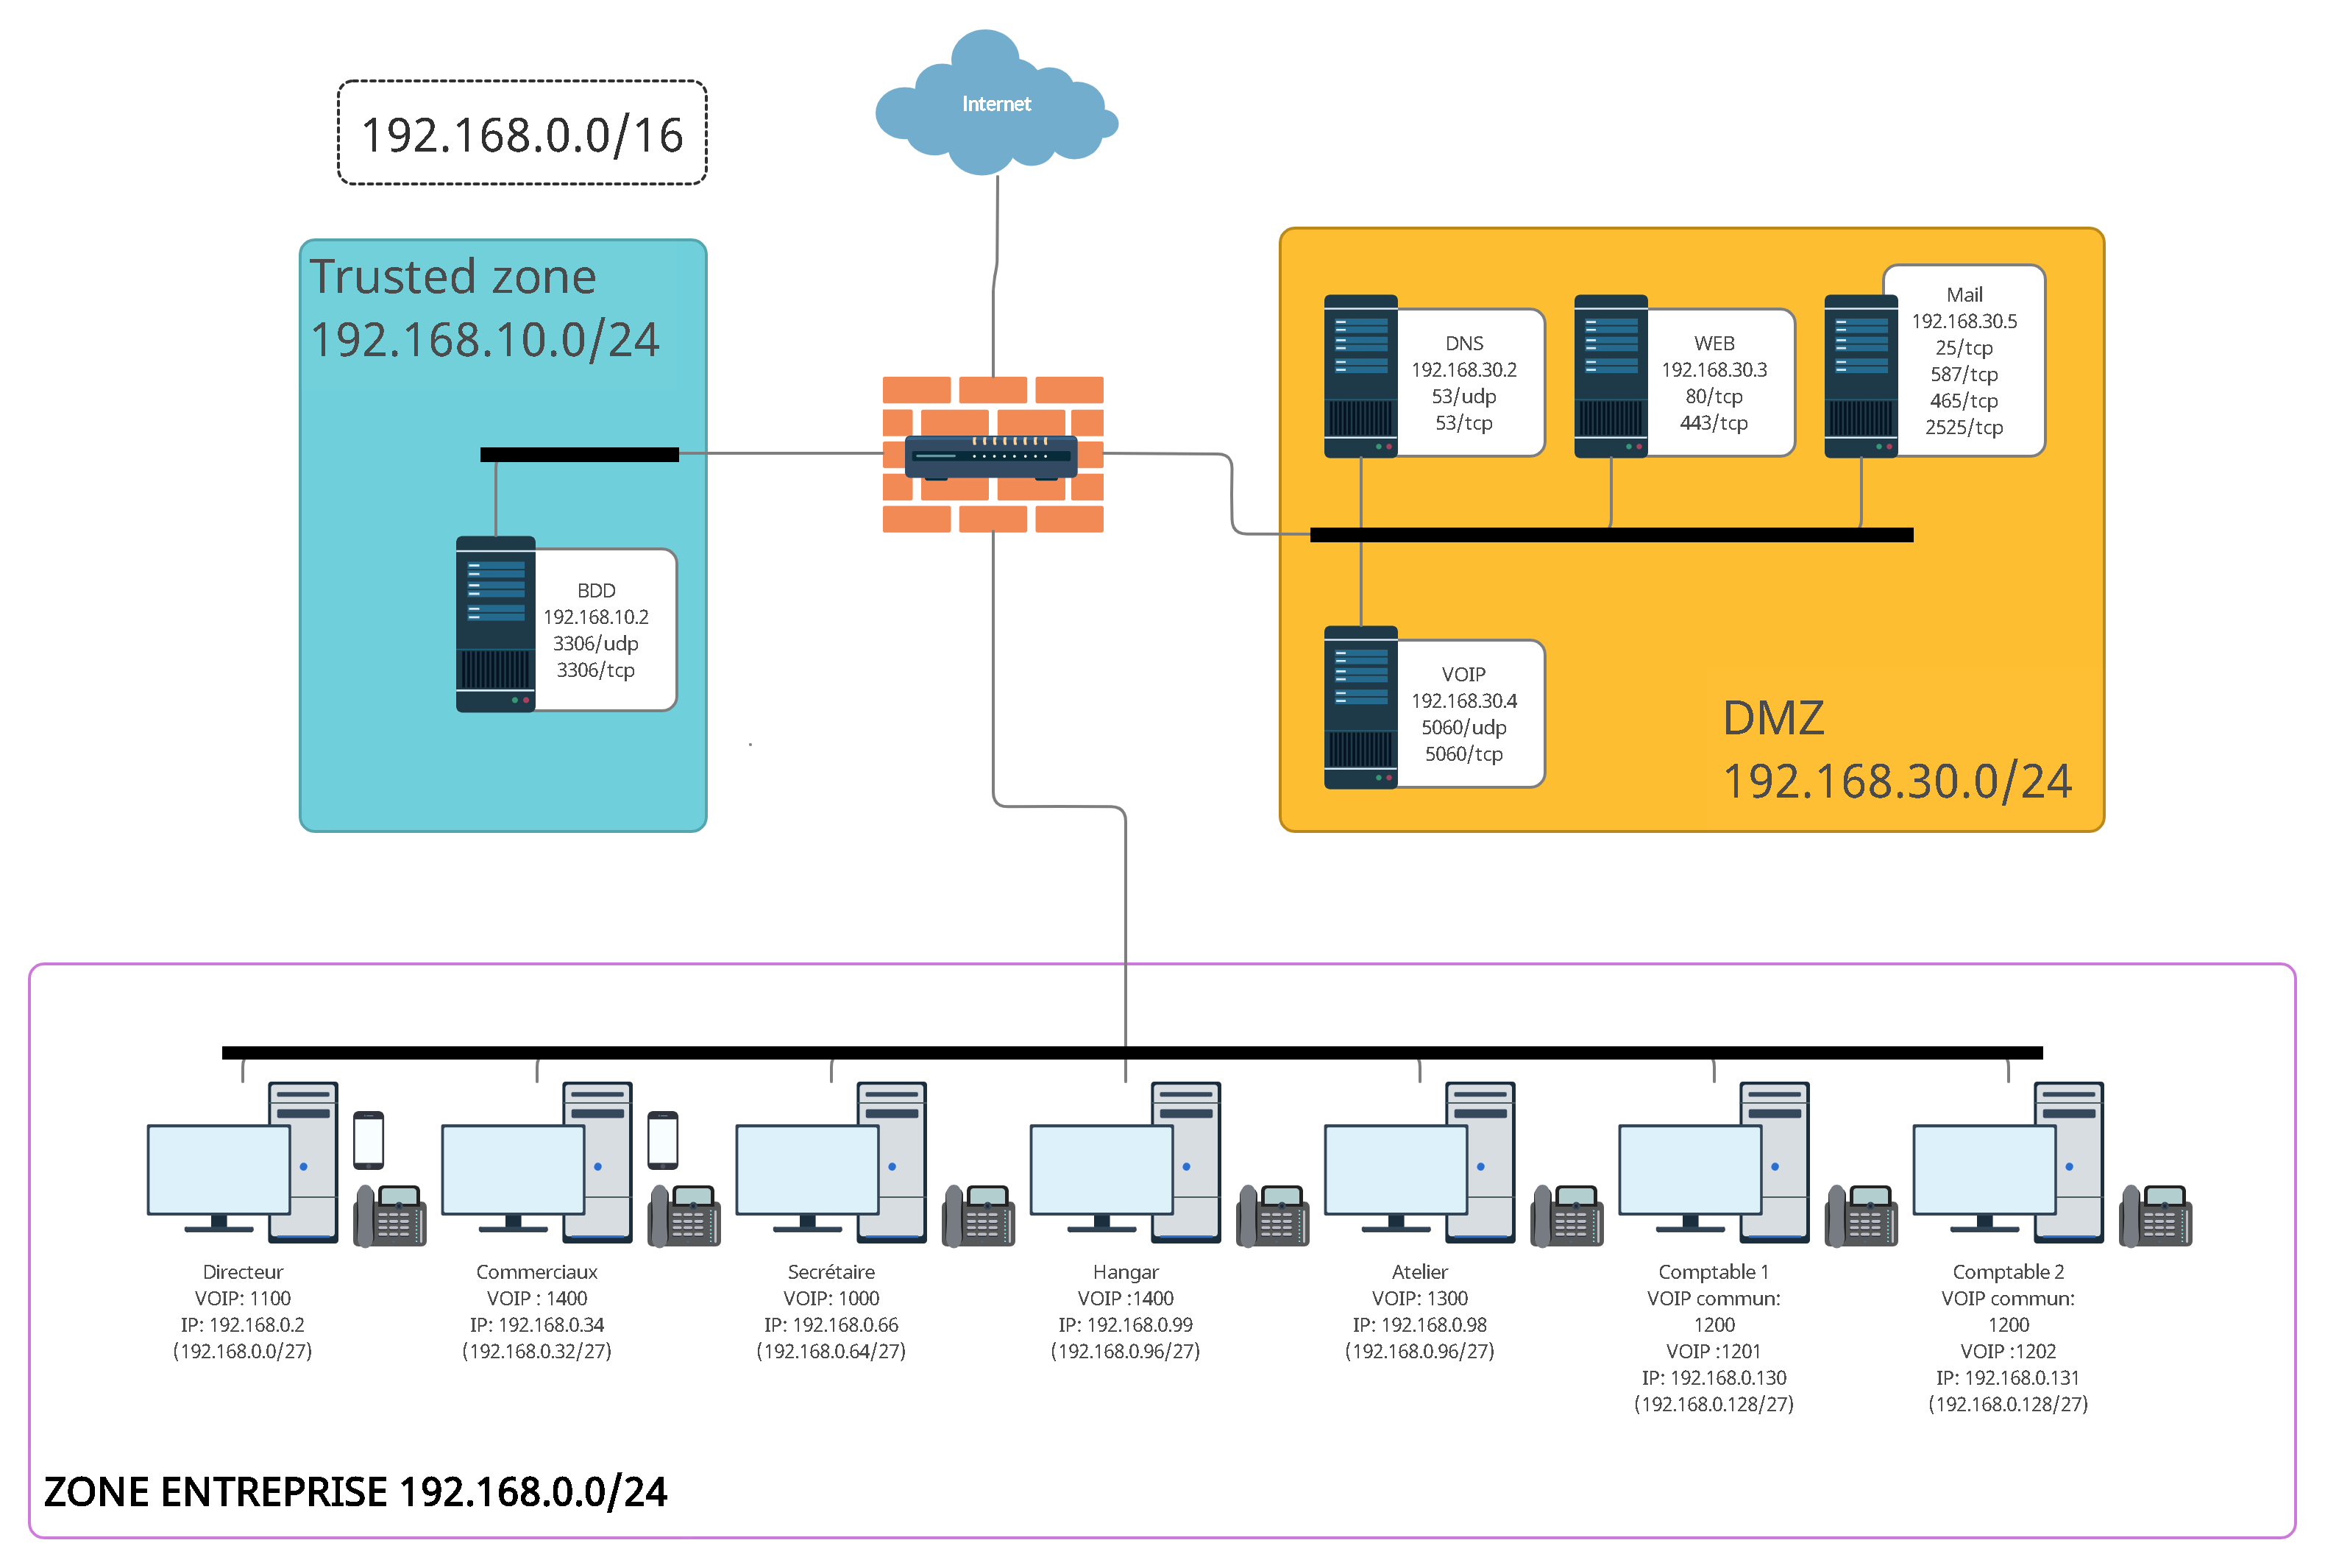 Internet
192.168.0.0/16
Trusted zone
192.168.10.0/24
BDD
192.168.10.2
3306/udp
3306/tcp
DNS
192.168.30.2
53/udp
53/tcp
WEB
192.168.30.3
80/tcp
443/tcp
Mail
192.168.30.5
25/tcp
587/tcp
465/tcp
2525/tcp
VOIP
192.168.30.4
5060/udp
5060/tcp
DMZ
192.168.30.0/24
Directeur
VOIP: 1100
IP: 192.168.0.2
(192.168.0.0/27)
Commerciaux
VOIP : 1400
IP: 192.168.0.34
(192.168.0.32/27)
Secrétaire
VOIP: 1000
IP: 192.168.0.66
(192.168.0.64/27)
Hangar
VOIP :1400
IP: 192.168.0.99
(192.168.0.96/27)
Atelier
VOIP: 1300
IP: 192.168.0.98
(192.168.0.96/27)
Comptable 1
VOIP commun:
1200
VOIP :1201
IP: 192.168.0.130
(192.168.0.128/27)
Comptable 2
VOIP commun:
1200
VOIP :1202
IP: 192.168.0.131
(192.168.0.128/27)
ZONE ENTREPRISE 192.168.0.0/24